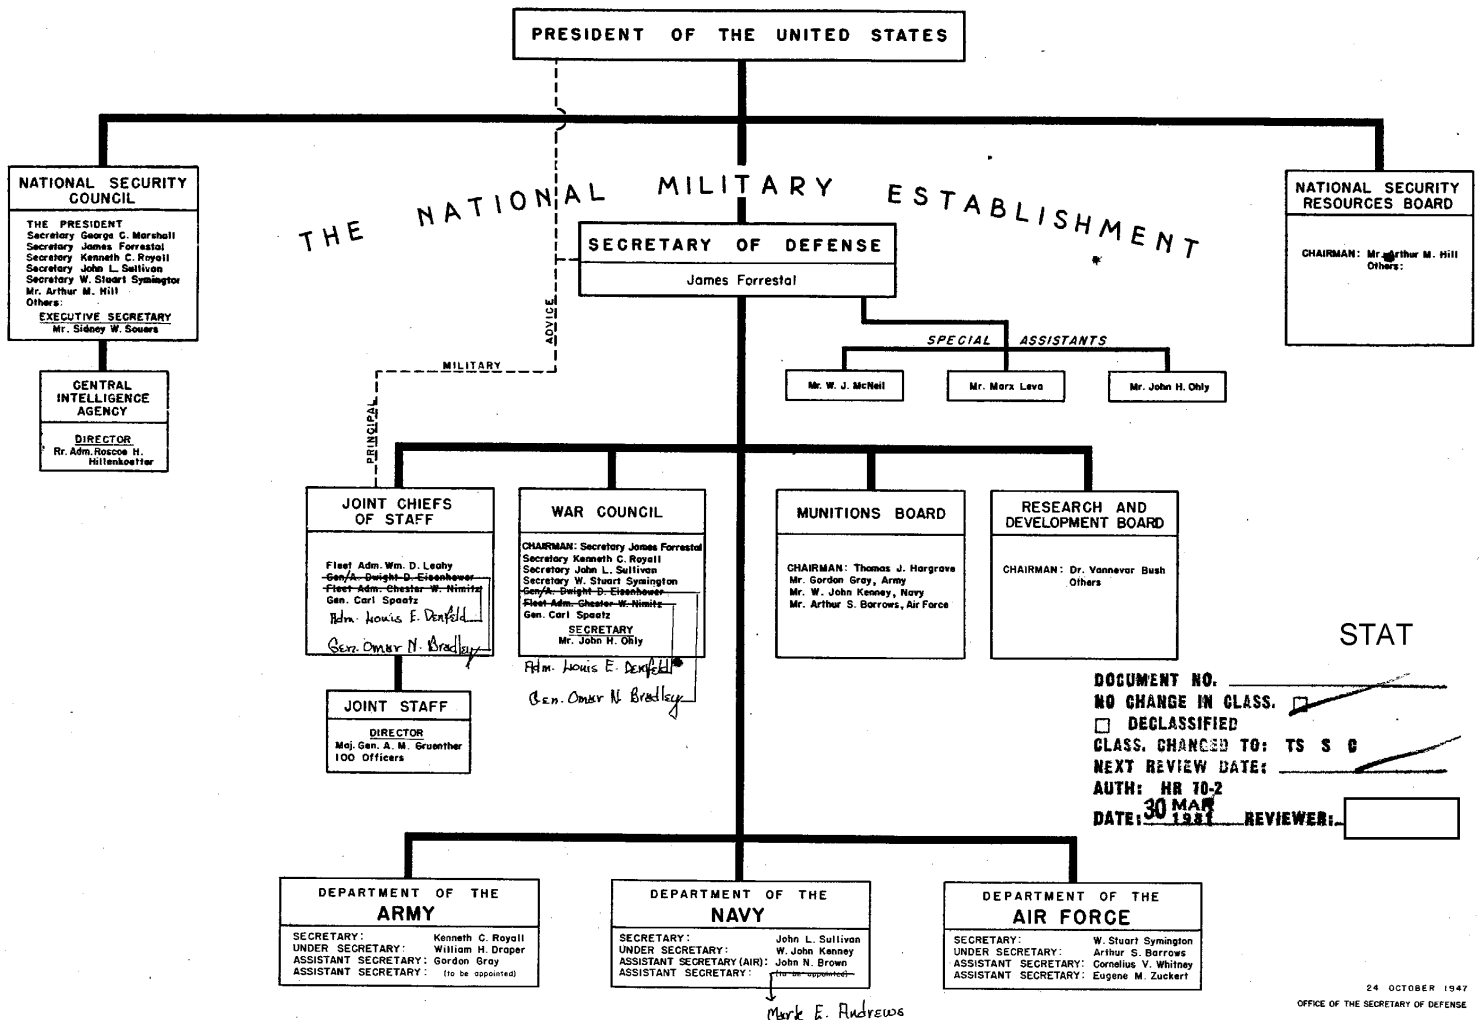 PRESIDENT OF THE UNITED STATES
THE NATIONAL MILITARY ESTABLISHMENT
NATIONAL SECURITY
COUNCIL
THE PRESIDENT
Secretary George C. Marshall
Secretary James Forrestal
Secretary Kenneth C. Royall
Secretary John L. Sullivan
Secretary W. Stuart Symington
Mr. Arthur M. Hill
Others:
EXECUTIVE SECRETARY
Mr. Sidney W. Souers
CENTRAL
INTELLIGENCE
AGENCY
DIRECTOR
Rr. Adm. Roscoe H.
Hillenkoetter
SECRETARY OF DEFENSE
James Forrestal
NATIONAL SECURITY
RESOURCES BOARD
CHAIRMAN: Mr. Arthur M. Hill
Others:
PRINCIPAL
MILITARY
ADVICE
SPECIAL ASSISTANTS
Mr. W. J. McNeil
Mr. Marx Leva
Mr. John H. Ohly
JOINT CHIEFS
OF STAFF
Fleet Adm. Wm. D. Leahy
Gen/A. Dwight D. Eisenhower
Fleet Adm. Chester W. Nimitz
Gen. Carl Spaatz
Adm. Louis E. Denfeld
Gen. Omar N. Bradley
JOINT STAFF
DIRECTOR
Maj. Gen. A. M. Gruenther
100 Officers
WAR COUNCIL
CHAIRMAN: Secretary James Forrestal
Secretary Kenneth C. Royall
Secretary John L. Sullivan
Secretary W. Stuart Symington
Gen/A. Dwight D. Eisenhower
Fleet Adm. Chester W. Nimitz
Gen. Carl Spaatz
SECRETARY
Mr. John H. Ohly
Adm. Louis E. Denfeld
Gen. Omar N. Bradley
MUNITIONS BOARD
CHAIRMAN: Thomas J. Hargrave
Mr. Gordon Gray, Army
Mr. W. John Kenney, Navy
Mr. Arthur S. Barrows, Air Force
RESEARCH AND
DEVELOPMENT BOARD
CHAIRMAN: Dr. Vannevar Bush
Others
STAT
DOCUMENT NO.
NO CHANGE IN CLASS. □
□ DECLASSIFIED
CLASS. CHANGED TO: TS S C
NEXT REVIEW DATE:
AUTH: HR 70-2
DATE: 30 MAR 1981 REVIEWER:
DEPARTMENT OF THE
ARMY
SECRETARY: Kenneth C. Royall
UNDER SECRETARY: William H. Draper
ASSISTANT SECRETARY: Gordon Gray
ASSISTANT SECRETARY: (to be appointed)
DEPARTMENT OF THE
NAVY
SECRETARY: John L. Sullivan
UNDER SECRETARY: W. John Kenney
ASSISTANT SECRETARY (AIR): John N. Brown
ASSISTANT SECRETARY: (to be appointed)
Mark E. Andrews
DEPARTMENT OF THE
AIR FORCE
SECRETARY: W. Stuart Symington
UNDER SECRETARY: Arthur S. Barrows
ASSISTANT SECRETARY: Cornelius V. Whitney
ASSISTANT SECRETARY: Eugene M. Zuckert
24 OCTOBER 1947
OFFICE OF THE SECRETARY OF DEFENSE